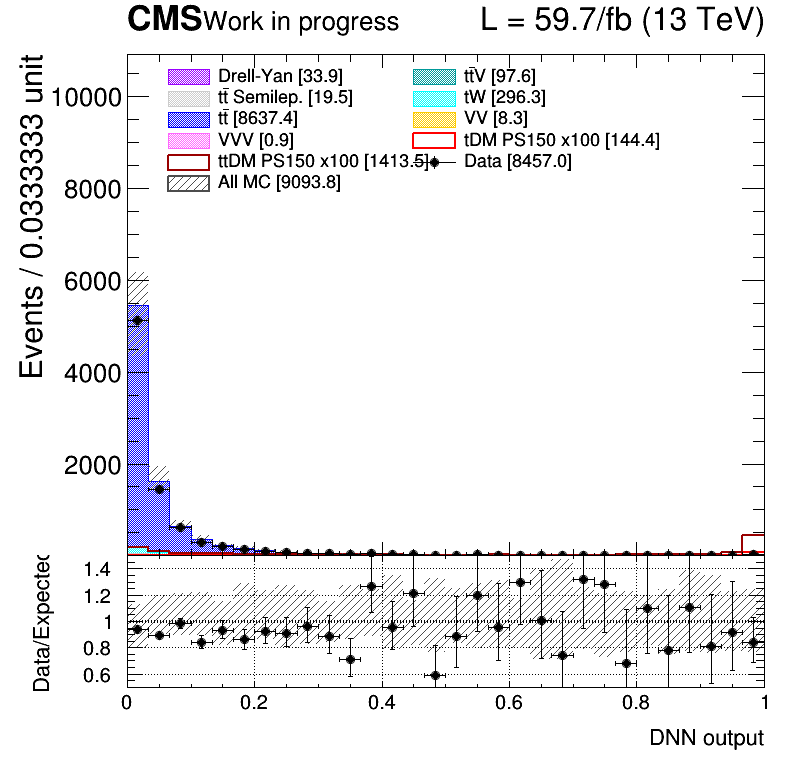 CMS Work in progress L = 59.7/fb (13 TeV)
Events / 0.0333333 unit
10000
8000
6000
4000
2000
Drell-Yan [33.9] tt̄V [97.6]
tt̄ Semilep. [19.5] tW [296.3]
tt̄ [8637.4] VV [8.3]
VVV [0.9] tDM PS150 x100 [144.4]
ttDM PS150 x100 [1413.5] Data [8457.0]
All MC [9093.8]
Data/Expected
1.4
1.2
1
0.8
0.6
0 0.2 0.4 0.6 0.8 1
DNN output